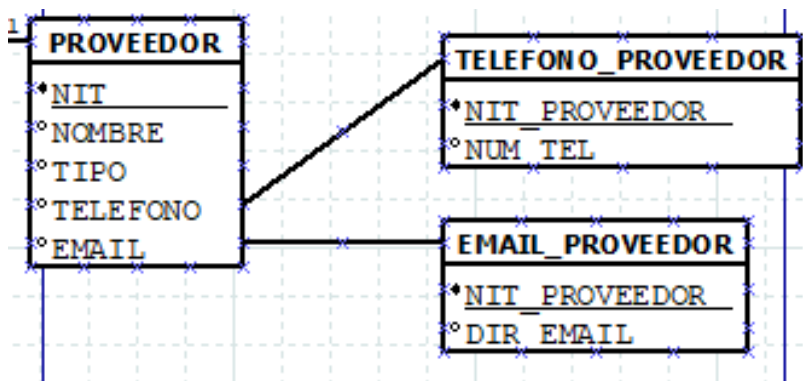 1
PROVEEDOR
NIT
NOMBRE
TIPO
TELEFONO
EMAIL
TELEFONO_PROVEEDOR
NIT_PROVEEDOR
NUM_TEL
EMAIL_PROVEEDOR
NIT_PROVEEDOR
DIR_EMAIL